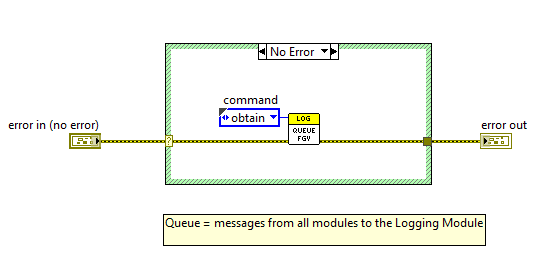 No Error
command
obtain
LOG
QUEUE
FGV
error in (no error)
error out
?
Queue = messages from all modules to the Logging Module